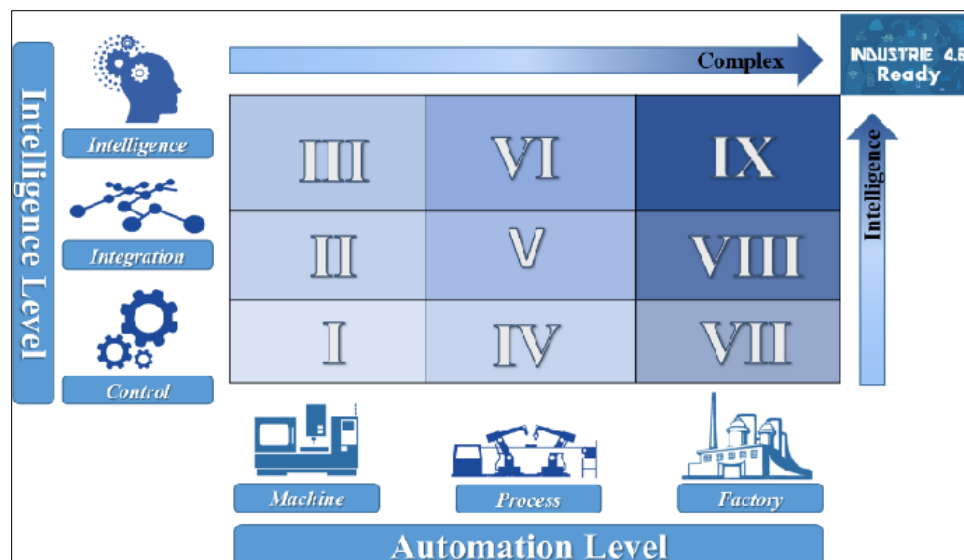 Intelligence Level
Complex
INDUSTRIE 4.0
Ready
Intelligence
III
VI
IX
Intelligence
Integration
II
V
VIII
Control
I
IV
VII
Machine
Process
Factory
Automation Level